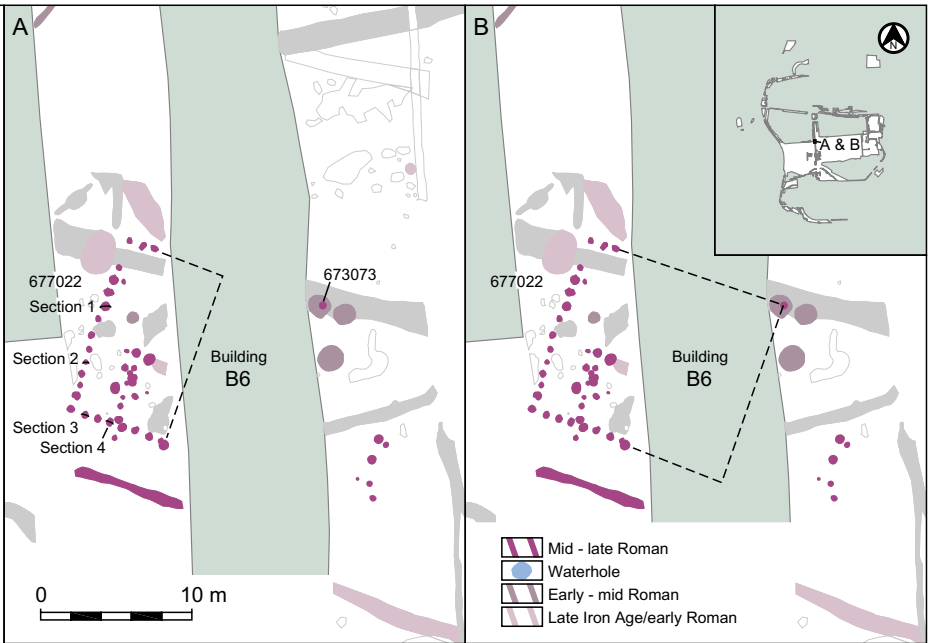 A
677022
Section 1
Section 2
Section 3
Section 4
673073
Building
B6
0 10 m
B
677022
Building
B6
N
A & B
Mid - late Roman
Waterhole
Early - mid Roman
Late Iron Age/early Roman